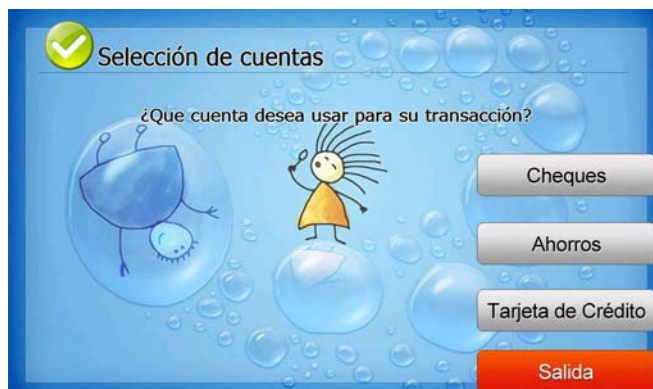 Selección de cuentas
¿Que cuenta desea usar para su transacción?
Cheques
Ahorros
Tarjeta de Crédito
Salida